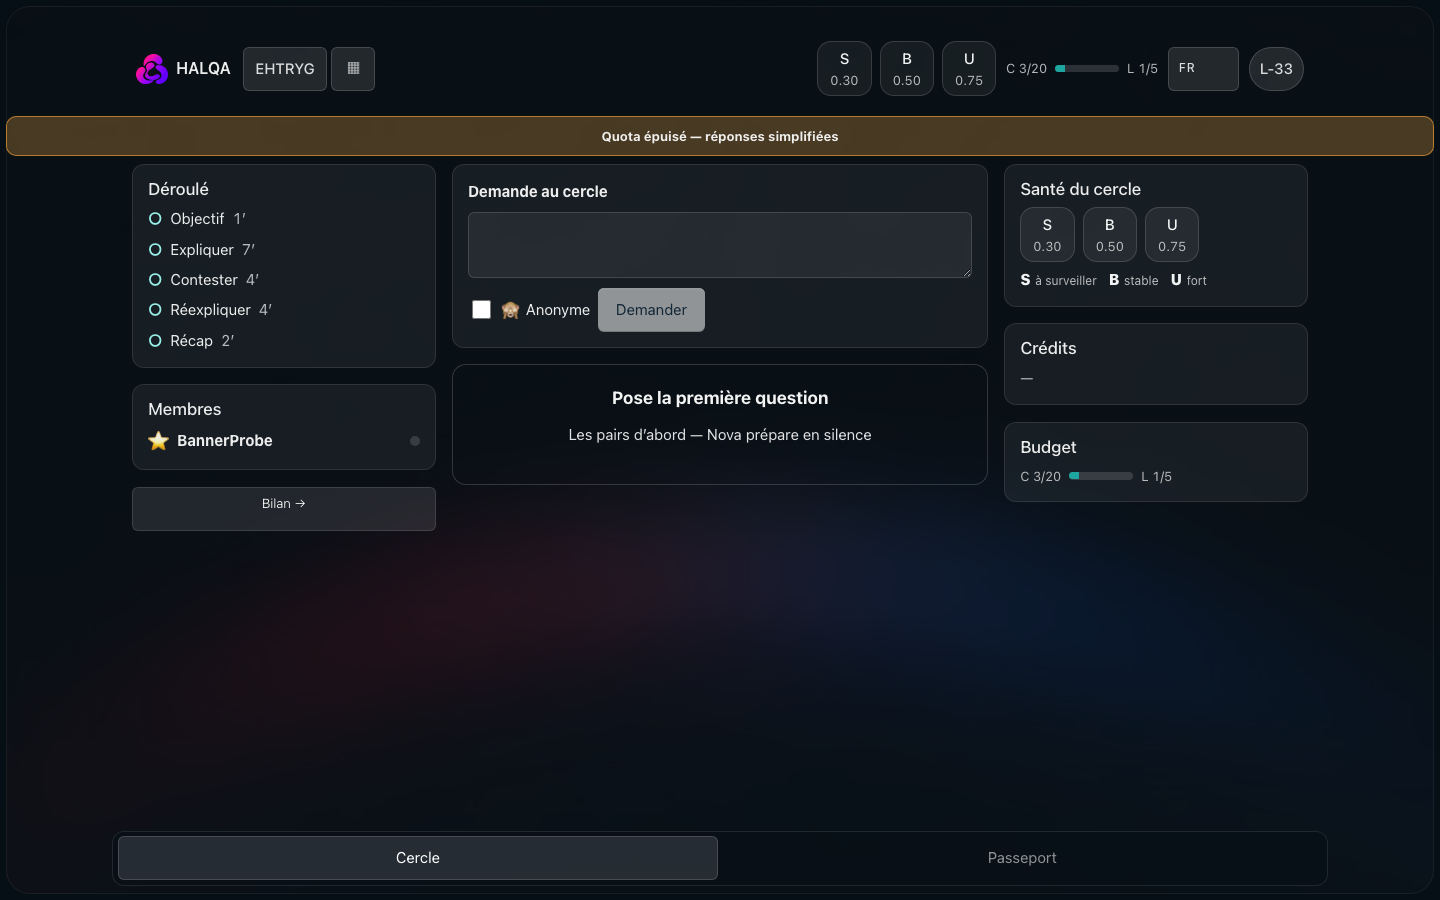 HALQA
EHTRYG
S
0.30
B
0.50
U
0.75
C 3/20
L 1/5
FR
L-33
Quota épuisé — réponses simplifiées
Déroulé
Objectif 1′
Expliquer 7′
Contester 4′
Réexpliquer 4′
Récap 2′
Membres
BannerProbe
Bilan →
Demande au cercle
Anonyme
Demander
Pose la première question
Les pairs d’abord — Nova prépare en silence
Santé du cercle
S
0.30
B
0.50
U
0.75
S à surveiller B stable U fort
Crédits
—
Budget
C 3/20
L 1/5
Cercle
Passeport